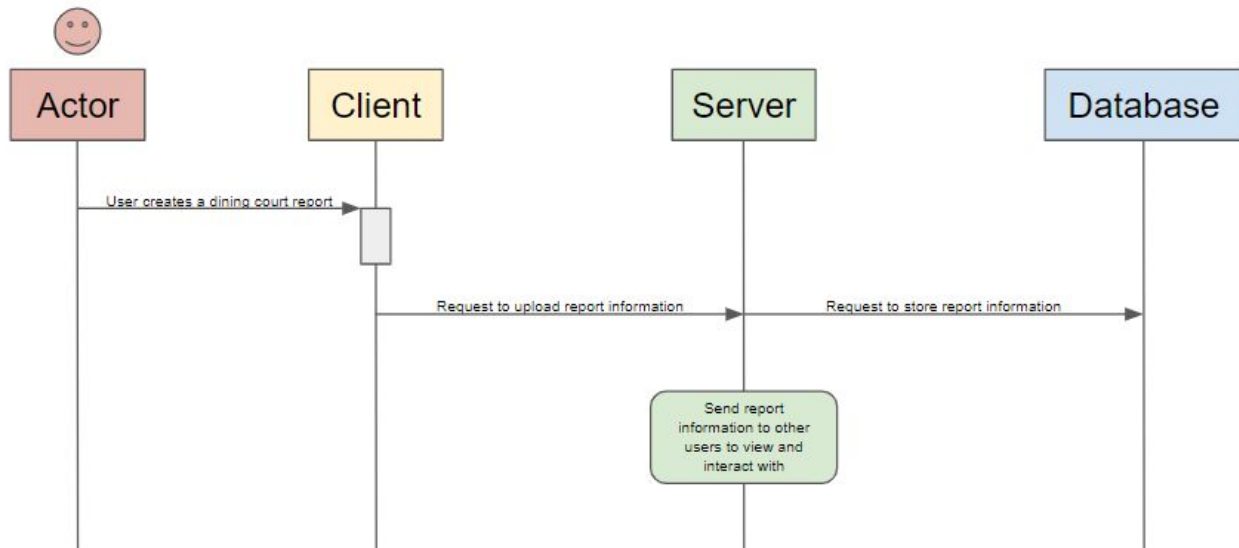 Actor
Client
Server
Database
User creates a dining court report
Request to upload report information
Request to store report information
Send report
information to other
users to view and
interact with